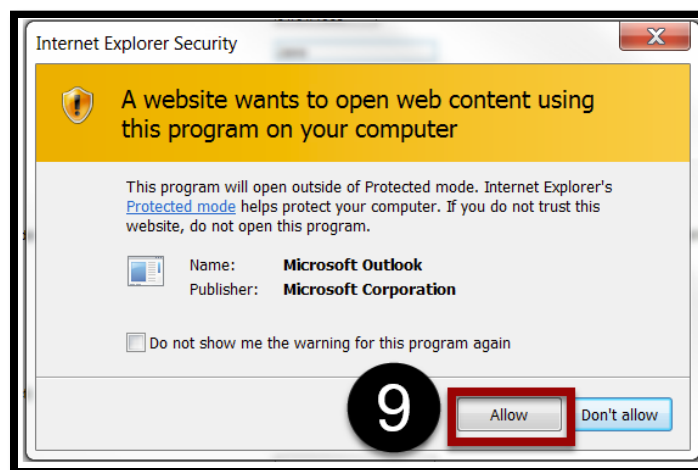 Internet Explorer Security
X
A website wants to open web content using
this program on your computer
This program will open outside of Protected mode. Internet Explorer's
Protected mode helps protect your computer. If you do not trust this
website, do not open this program.
Name: Microsoft Outlook
Publisher: Microsoft Corporation
Do not show me the warning for this program again
9 Allow Don't allow